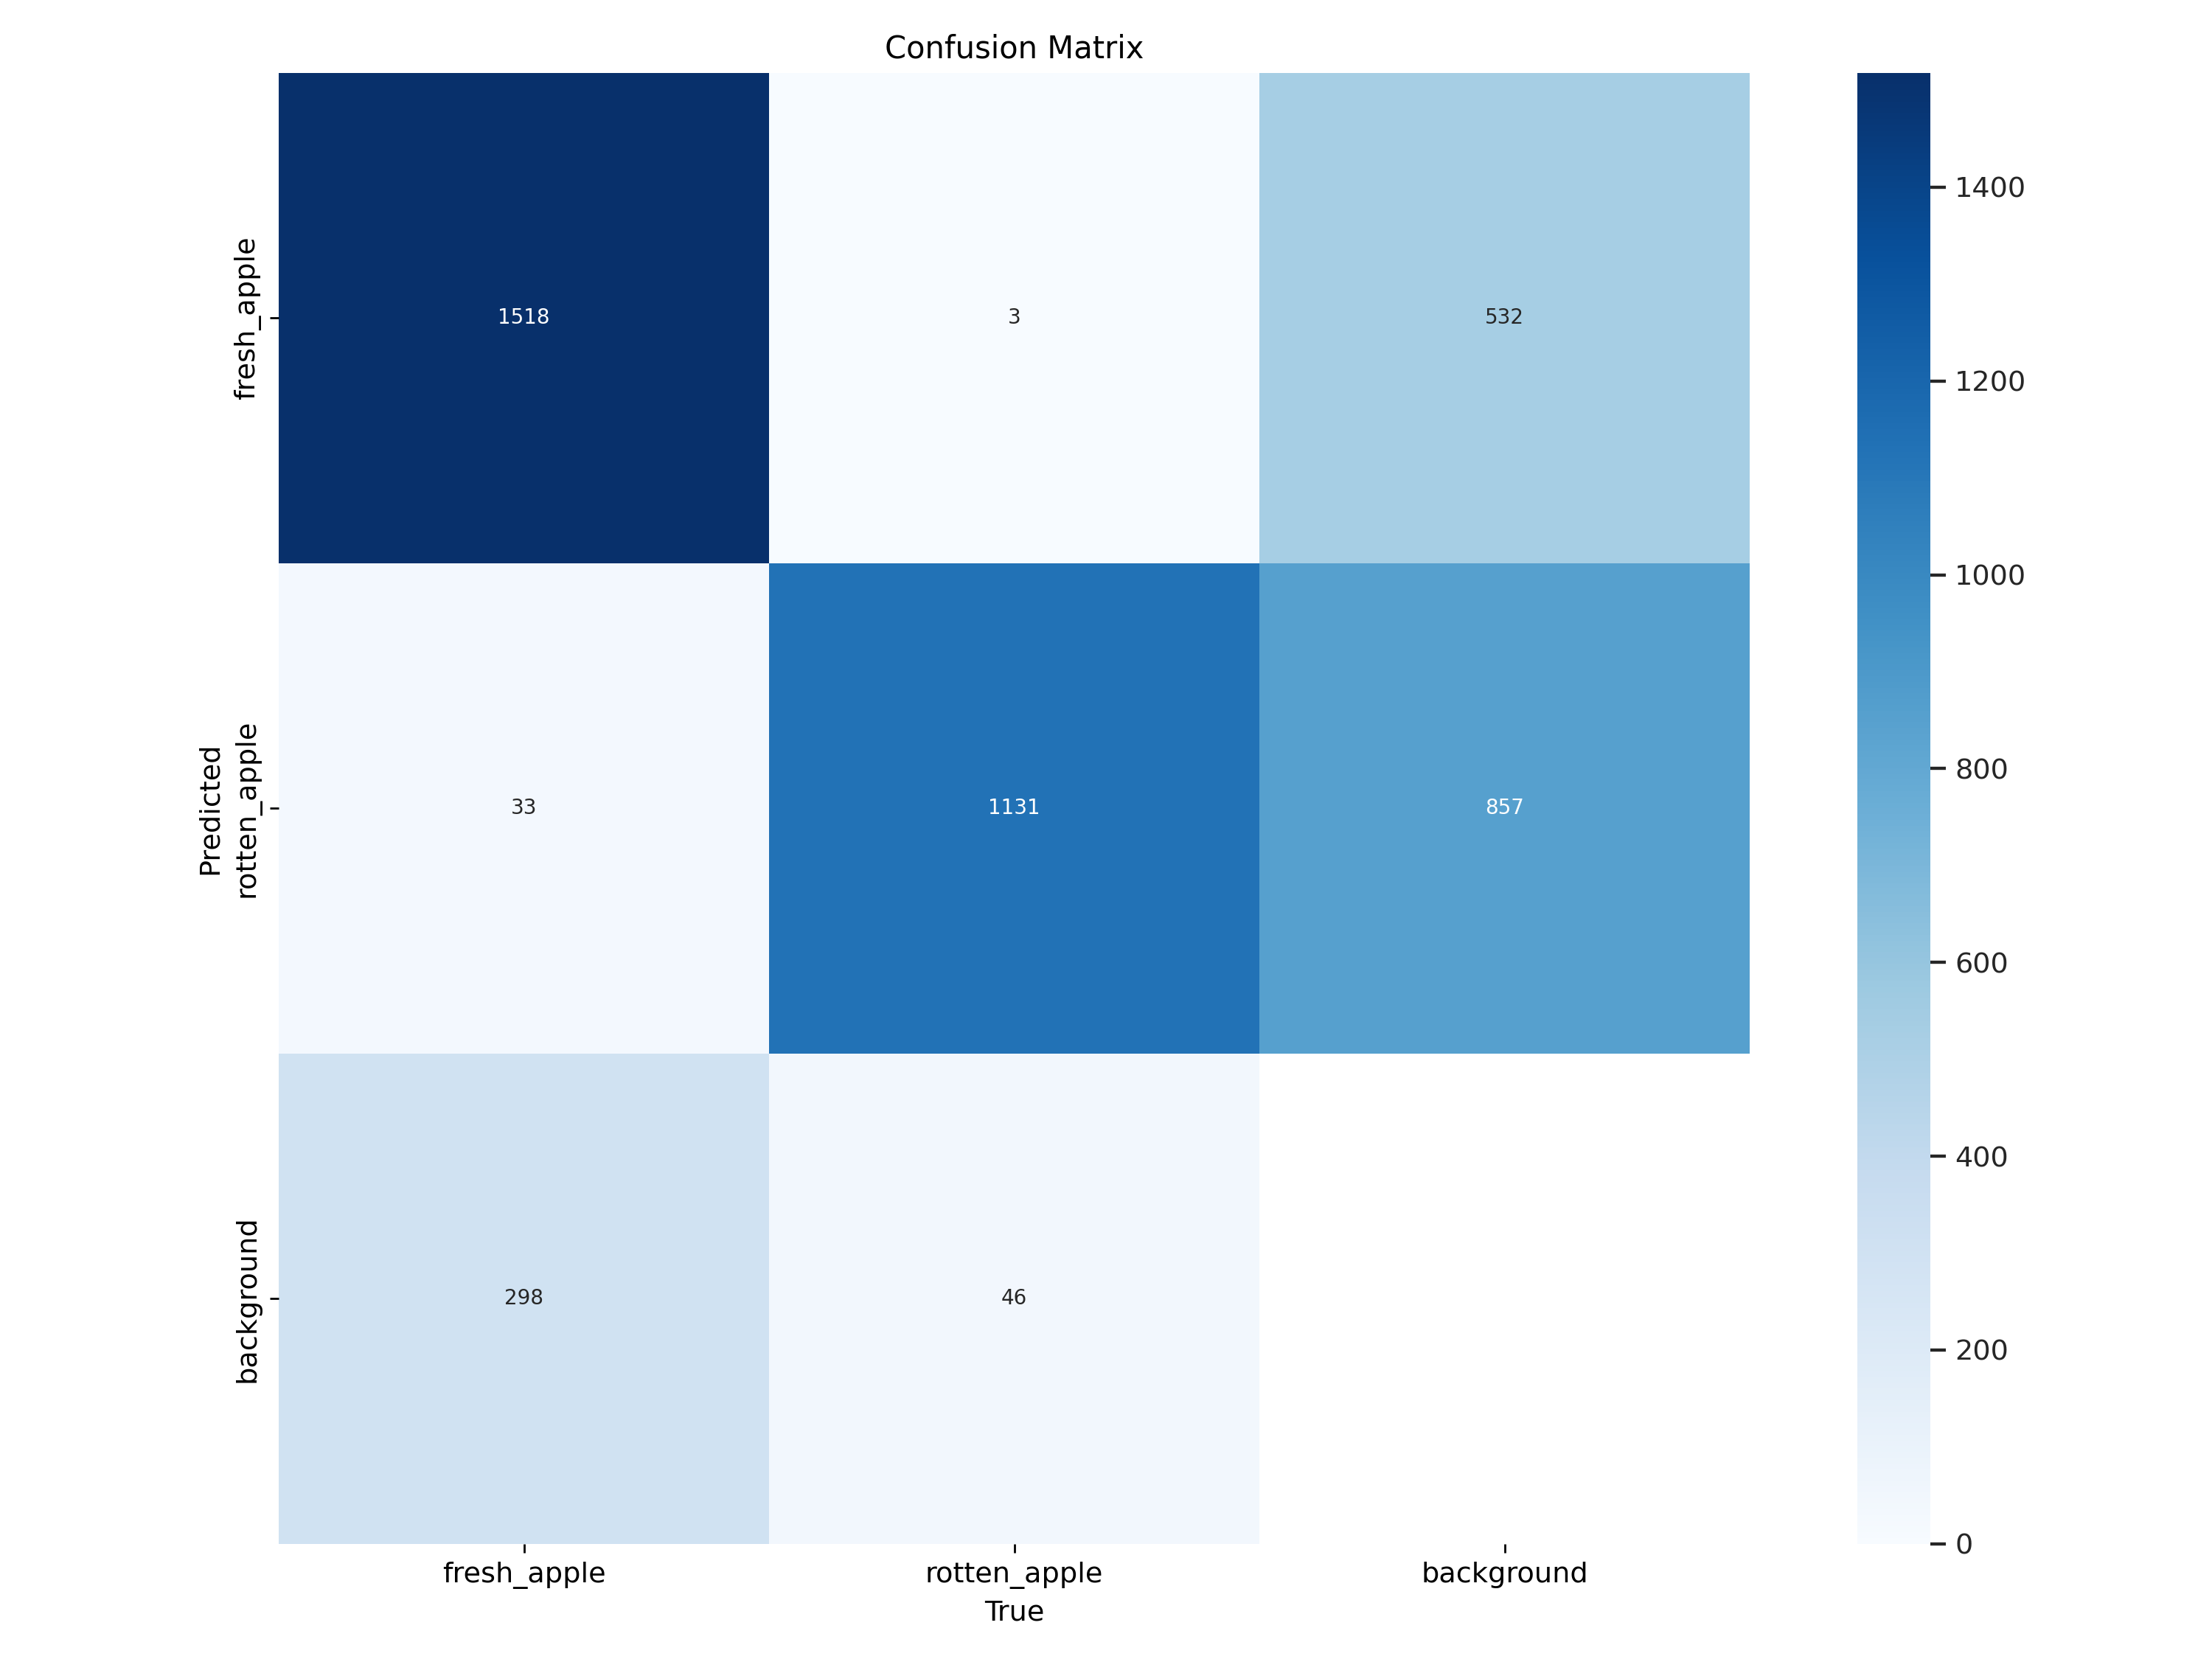 Confusion Matrix
fresh_apple
1518
3
532
1400
1200
1000
Predicted
rotten_apple
33
1131
857
800
600
background
298
46
400
200
0
fresh_apple
rotten_apple
background
True